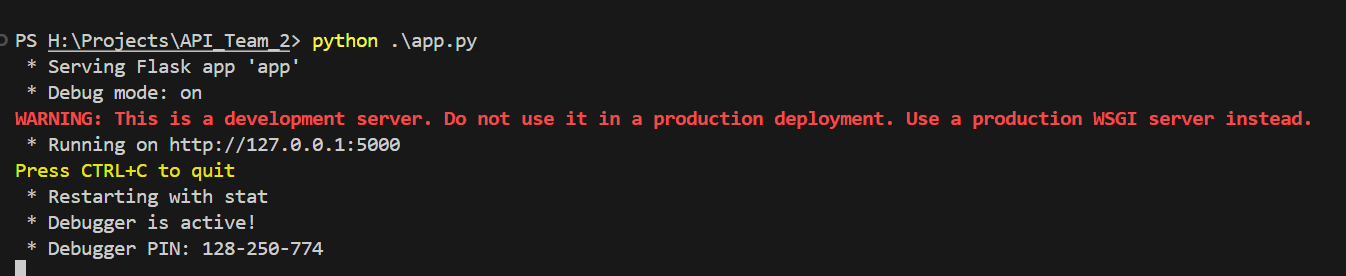 PS H:\Projects\API_Team_2> python .\app.py
 * Serving Flask app 'app'
 * Debug mode: on
WARNING: This is a development server. Do not use it in a production deployment. Use a production WSGI server instead.
 * Running on http://127.0.0.1:5000
Press CTRL+C to quit
 * Restarting with stat
 * Debugger is active!
 * Debugger PIN: 128-250-774